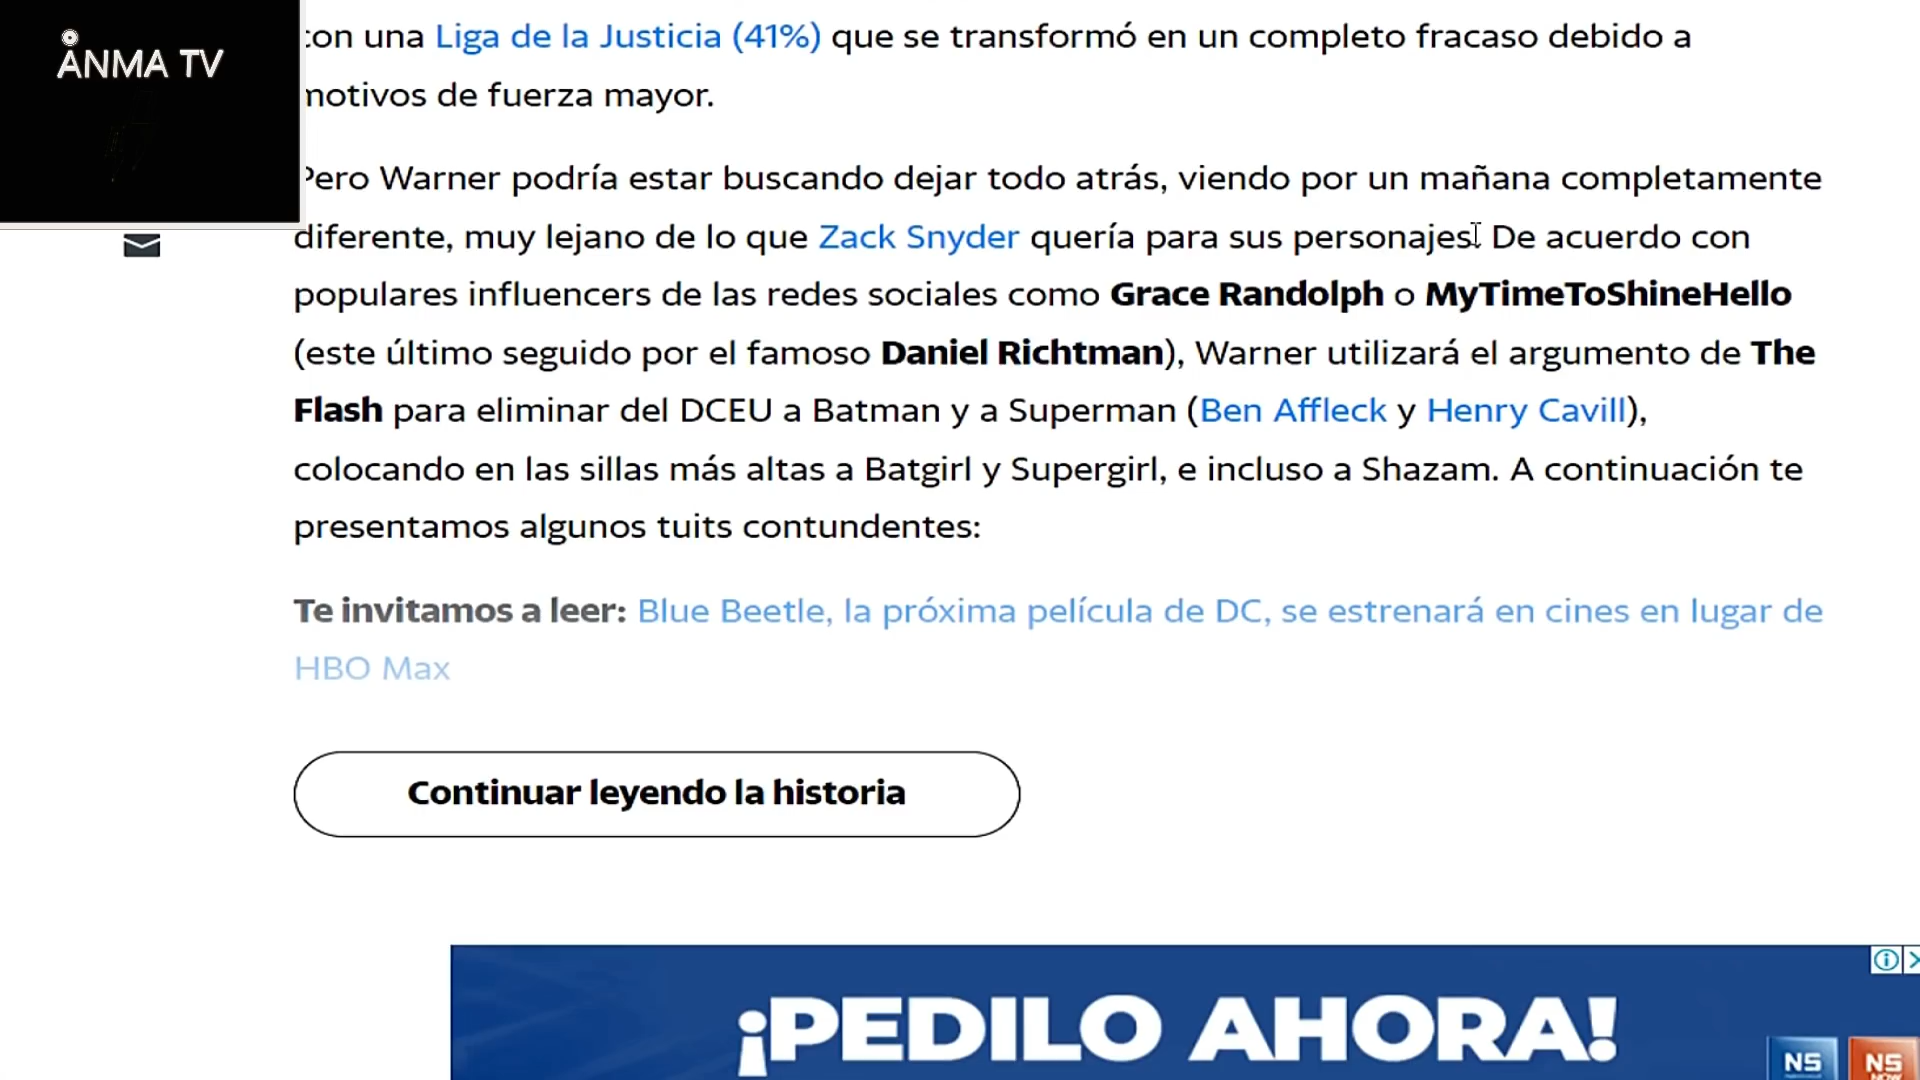 ANMA TV
con una Liga de la Justicia (41%) que se transformó en un completo fracaso debido a
motivos de fuerza mayor.
Pero Warner podría estar buscando dejar todo atrás, viendo por un mañana completamente
diferente, muy lejano de lo que Zack Snyder quería para sus personajes. De acuerdo con
populares influencers de las redes sociales como Grace Randolph o MyTimeToShineHello
(este último seguido por el famoso Daniel Richtman), Warner utilizará el argumento de The
Flash para eliminar del DCEU a Batman y a Superman (Ben Affleck y Henry Cavill),
colocando en las sillas más altas a Batgirl y Supergirl, e incluso a Shazam. A continuación te
presentamos algunos tuits contundentes:
Te invitamos a leer: Blue Beetle, la próxima película de DC, se estrenará en cines en lugar de
HBO Max
Continuar leyendo la historia
¡PEDILO AHORA!
NS NS